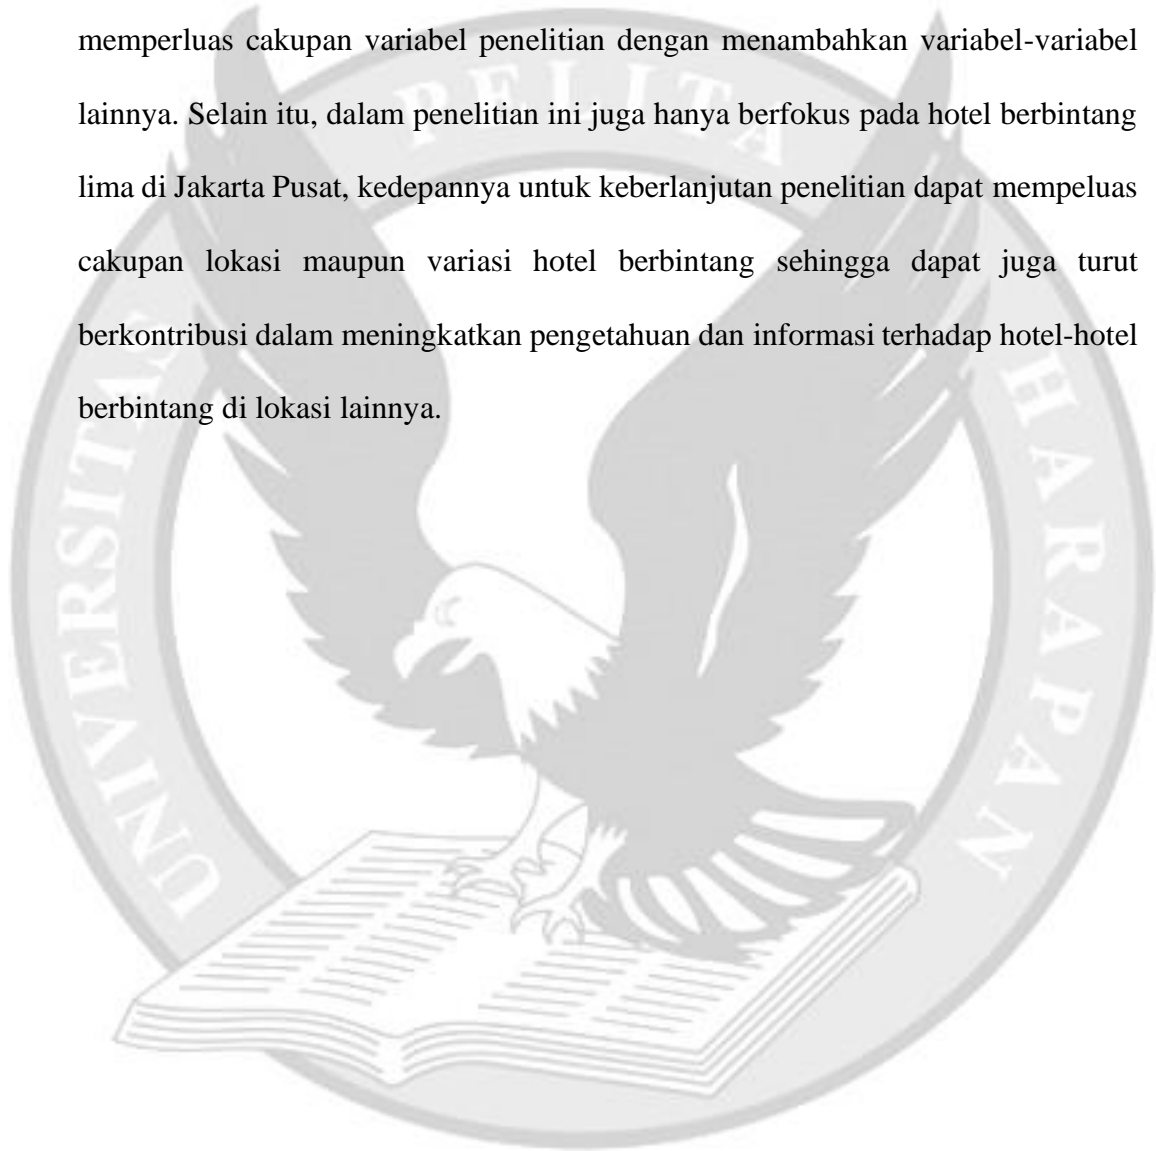 memperluas cakupan variabel penelitian dengan menambahkan variabel-variabel
lainnya. Selain itu, dalam penelitian ini juga hanya berfokus pada hotel berbintang
lima di Jakarta Pusat, kedepannya untuk keberlanjutan penelitian dapat mempeluas
cakupan lokasi maupun variasi hotel berbintang sehingga dapat juga turut
berkontribusi dalam meningkatkan pengetahuan dan informasi terhadap hotel-hotel
berbintang di lokasi lainnya.
UNIVERSITAS PELITA HARAPAN